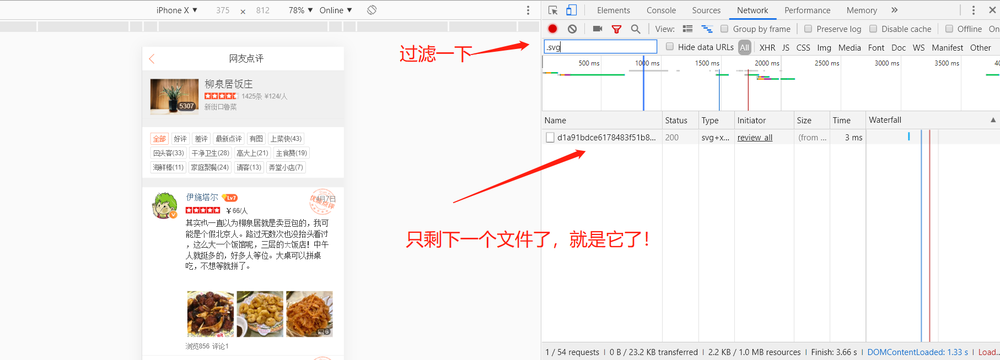 iPhone X ▼ 375 × 812 78% ▼ Online ▼
Elements Console Sources Network Performance Memory »
View: Group by frame Preserve log Disable cache Offline On
.svg Hide data URLs All XHR JS CSS Img Media Font Doc WS Manifest Other
500 ms 1000 ms 1500 ms 2000 ms 2500 ms 3000 ms 3500 ms 40
Name Status Type Initiator Size Time Waterfall ▲
d1a91bdce6178483f51b8... 200 svg+x... review_all (from ... 3 ms
1 / 54 requests | 0 B / 23.2 KB transferred | 2.2 KB / 1.0 MB resources | Finish: 3.66 s | DOMContentLoaded: 1.33 s | Load...
过滤一下
只剩下一个文件了，就是它了！
网友点评
柳泉居饭庄
1425条 ¥124/人
新街口鲁菜
5307
全部 好评 差评 最新点评 有图 上菜快(43)
回头客(33) 干净卫生(28) 高大上(21) 主食赞(19)
海鲜棒(11) 家庭聚餐(24) 请客(13) 弄堂小店(7)
伊施塔尔 Lv7
4月7日
优质点评
￥66/人
其实也一直以为柳泉居就是卖豆包的，我可
能是个假北京人。路过无数次也没抬头看讨
，这么大一个饭馆呢，三层的大饭店！中午
人就挺多的，好多人等位。大桌可以拼桌
吃，不想等就拼了。
6
浏览856 评论1